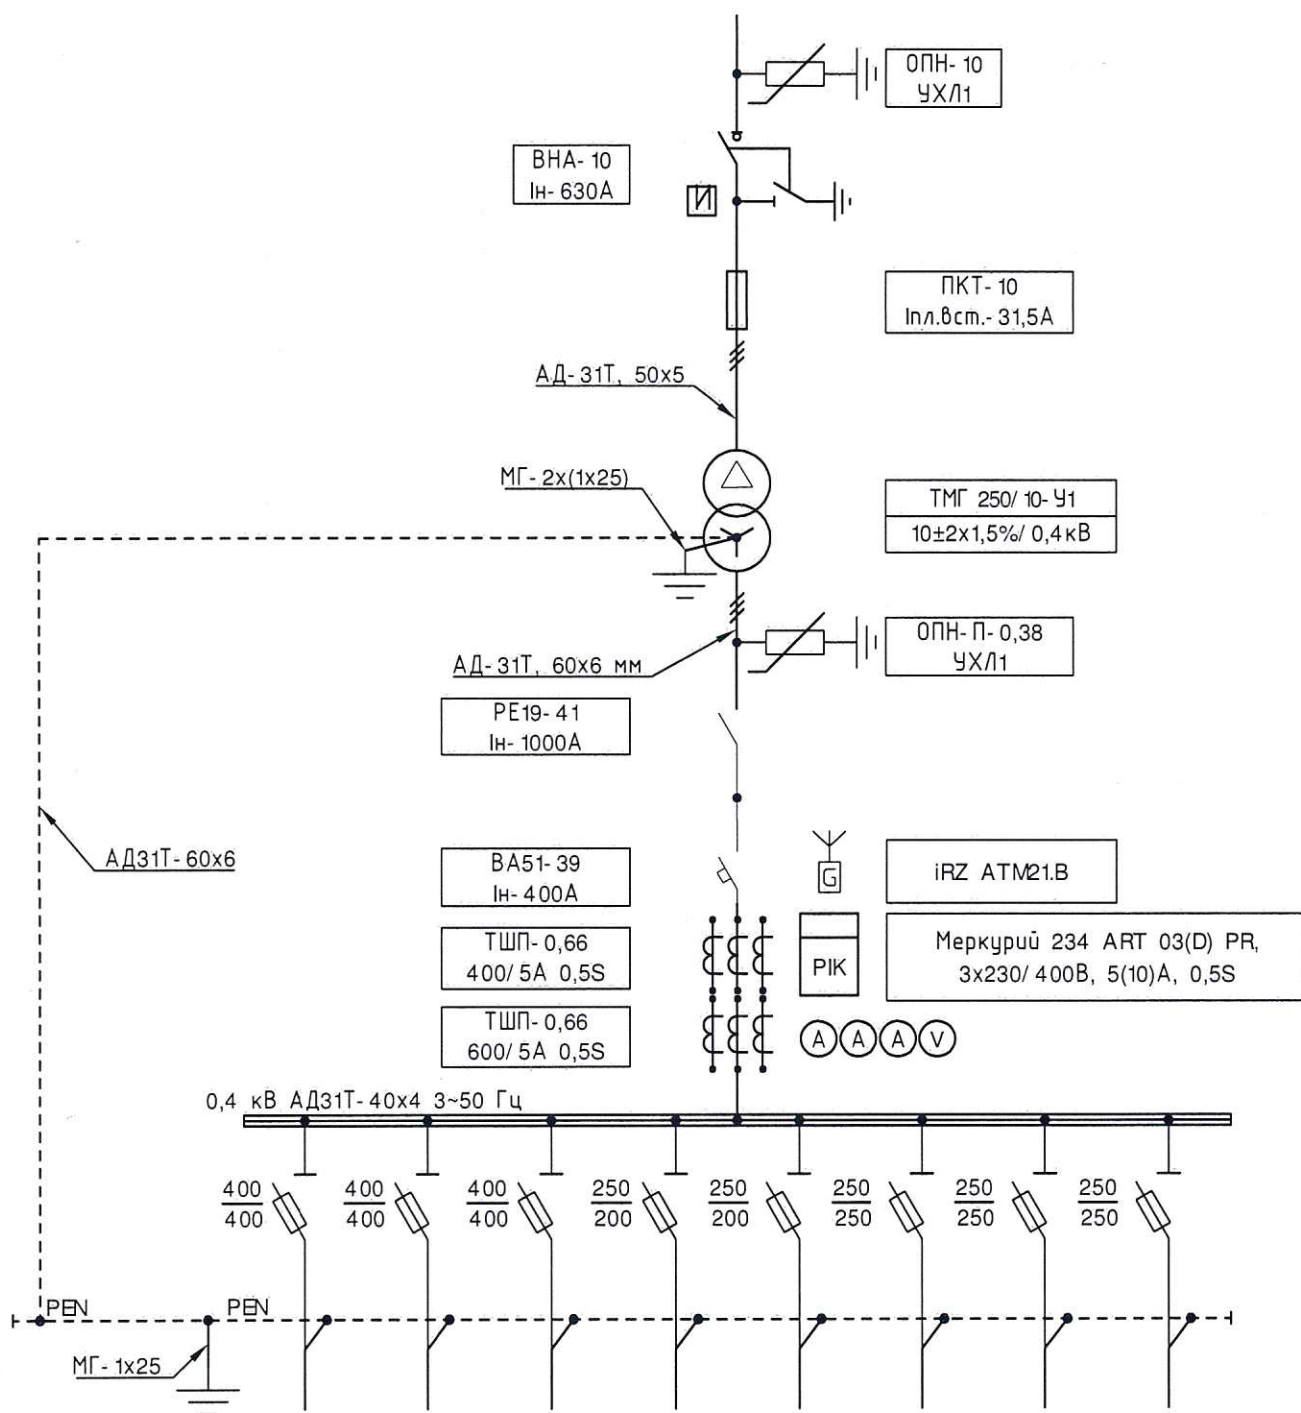 ОПН-10
УХЛ1
ВНА-10
Iн-630А
И
ПКТ-10
Iпл.вст.-31,5А
АД-31Т, 50х5
МГ-2х(1х25)
ТМГ 250/10-У1
10±2х1,5%/0,4кВ
ОПН-П-0,38
УХЛ1
АД-31Т, 60х6 мм
РЕ19-41
Iн-1000А
АД31Т-60х6
ВА51-39
Iн-400А
G
iRZ ATM21.B
ТШП-0,66
400/5А 0,5S
PIK
Меркурий 234 ART 03(D) PR,
3х230/400В, 5(10)А, 0,5S
ТШП-0,66
600/5А 0,5S
A A A V
0,4 кВ АД31Т-40х4 3~50 Гц
400 400 400 250 250 250 250 250
400 400 400 200 200 250 250 250
PEN PEN
МГ-1х25